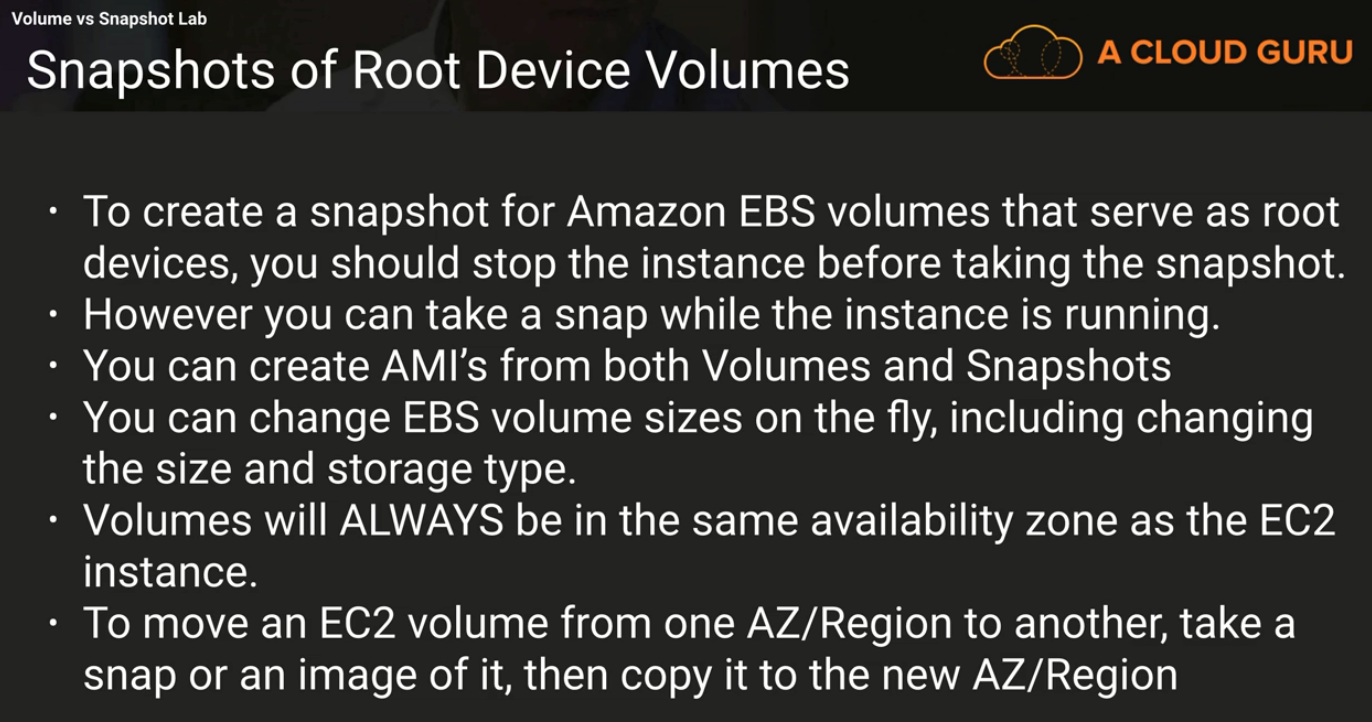 Volume vs Snapshot Lab
Snapshots of Root Device Volumes
A CLOUD GURU
• To create a snapshot for Amazon EBS volumes that serve as root
devices, you should stop the instance before taking the snapshot.
• However you can take a snap while the instance is running.
• You can create AMI’s from both Volumes and Snapshots
• You can change EBS volume sizes on the fly, including changing
the size and storage type.
• Volumes will ALWAYS be in the same availability zone as the EC2
instance.
• To move an EC2 volume from one AZ/Region to another, take a
snap or an image of it, then copy it to the new AZ/Region